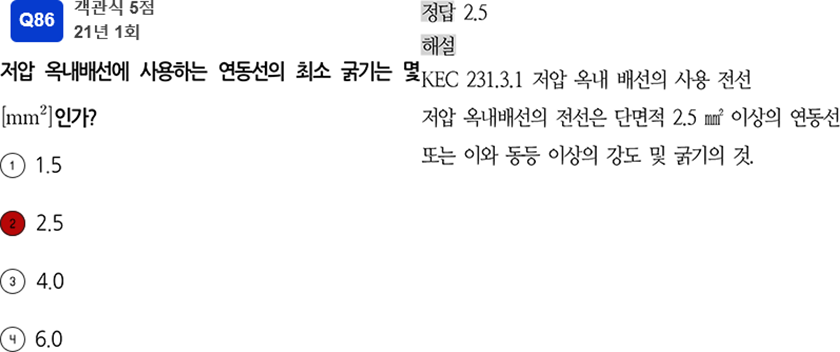 Q86
객관식 5점
21년 1회
저압 옥내배선에 사용하는 연동선의 최소 굵기는 몇
[mm²]인가?
① 1.5
② 2.5
③ 4.0
④ 6.0
정답 2.5
해설
KEC 231.3.1 저압 옥내 배선의 사용 전선
저압 옥내배선의 전선은 단면적 2.5 ㎟ 이상의 연동선
또는 이와 동등 이상의 강도 및 굵기의 것.